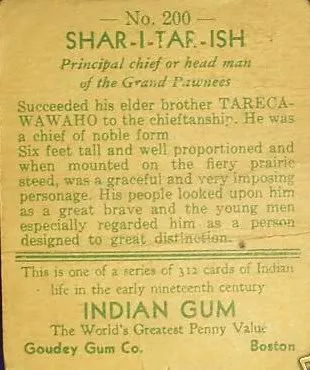 — No. 200 —
SHAR-I-TAR-ISH
Principal chief or head man
of the Grand Pawnees
Succeeded his elder brother TARECA-
WAWAHO to the chieftanship. He was
a chief of noble form
Six feet tall and well proportioned and
when mounted on the fiery prairie
steed, was a graceful and very imposing
personage. His people looked upon him
as a great brave and the young men
especially regarded him as a person
designed to great distinction.
This is one of a series of 312 cards of Indian
life in the early nineteenth century
INDIAN GUM
The World's Greatest Penny Value
Goudey Gum Co. Boston